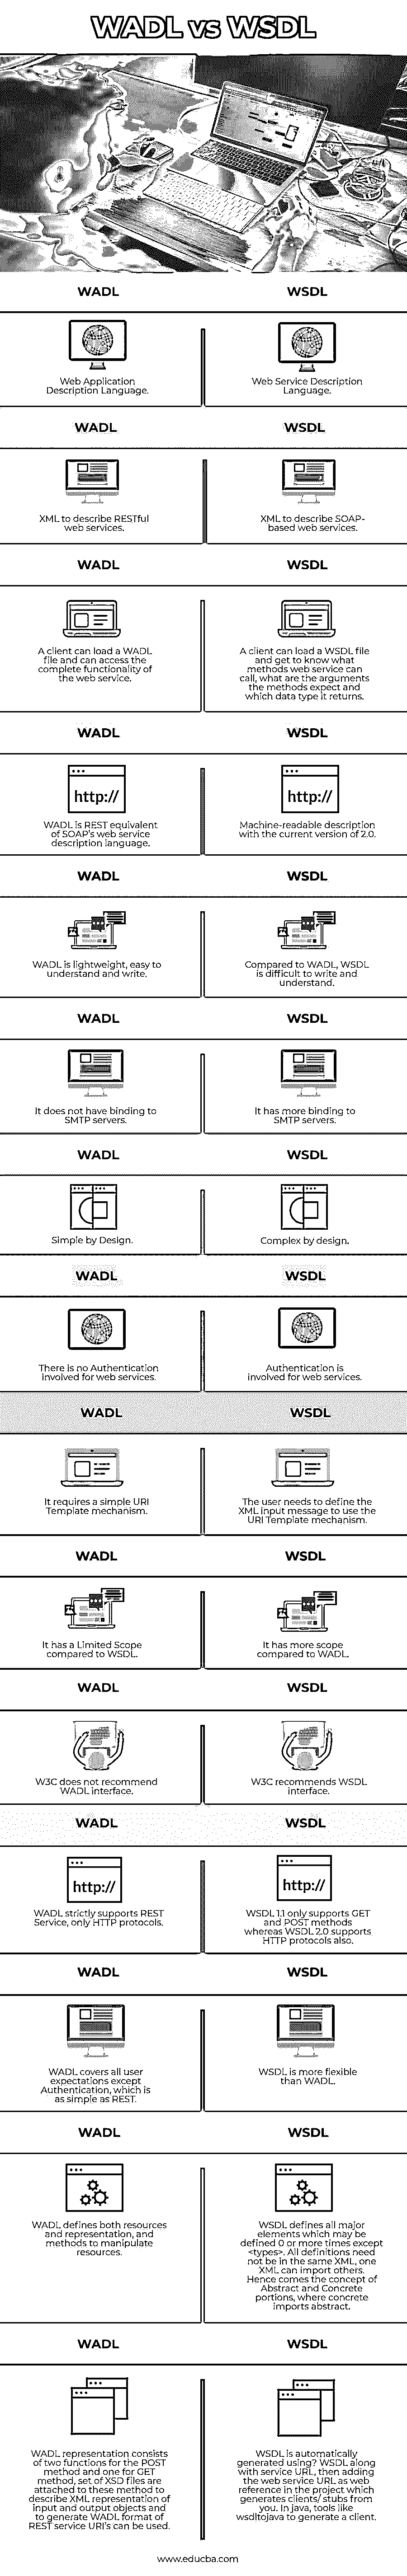 WADL vs WSDL
WADL
WSDL
Web Application
Description Language.
Web Service Description
Language.
WADL
WSDL
XML to describe RESTful
web services.
XML to describe SOAP-
based web services.
WADL
WSDL
A client can load a WADL
file and can access the
complete functionality of
the web service.
A client can load a WSDL file
and get to know what
methods web service can
call, what are the arguments
the methods expect and
which data type it returns.
WADL
WSDL
http://
http://
WADL is REST equivalent
of SOAP's web service
description language.
Machine-readable description
with the current version of 2.0.
WADL
WSDL
WADL is lightweight, easy to
understand and write.
Compared to WADL, WSDL
is difficult to write and
understand.
WADL
WSDL
It does not have binding to
SMTP servers.
It has more binding to
SMTP servers.
WADL
WSDL
Simple by Design.
Complex by design.
WADL
WSDL
There is no Authentication
involved for web services.
Authentication is
involved for web services.
WADL
WSDL
It requires a simple URI
Template mechanism.
The user needs to define the
XML input message to use the
URI Template mechanism.
WADL
WSDL
It has a Limited Scope
compared to WSDL.
It has more scope
compared to WADL.
WADL
WSDL
W3C does not recommend
WADL interface.
W3C recommends WSDL
interface.
WADL
WSDL
http://
http://
WADL strictly supports REST
Service, only HTTP protocols.
WSDL 1.1 only supports GET
and POST methods
whereas WSDL 2.0 supports
HTTP protocols also.
WADL
WSDL
WADL covers all user
expectations except
Authentication, which is
as simple as REST.
WSDL is more flexible
than WADL.
WADL
WSDL
WADL defines both resources
and representation, and
methods to manipulate
resources.
WSDL defines all major
elements which may be
defined 0 or more times except
<types>. All definitions need
not be in the same XML, one
XML can import others.
Hence comes the concept of
Abstract and Concrete
portions, where concrete
imports abstract.
WADL
WSDL
WADL representation consists
of two functions for the POST
method and one for GET
method, set of XSD files are
attached to these method to
describe XML representation of
input and output objects and
to generate WADL format of
REST service URI's can be used.
WSDL is automatically
generated using? WSDL along
with service URL, then adding
the web service URL as web
reference in the project which
generates clients/ stubs from
you. In java, tools like
wsdltojava to generate a client.
www.educba.com